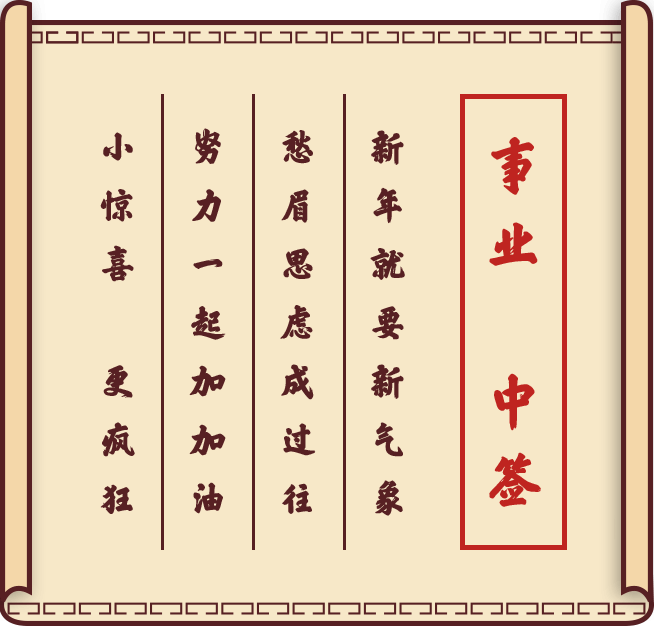 事业 中签
新年就要新气象
愁眉思虑成过往
努力一起加加油
小惊喜 更疯狂